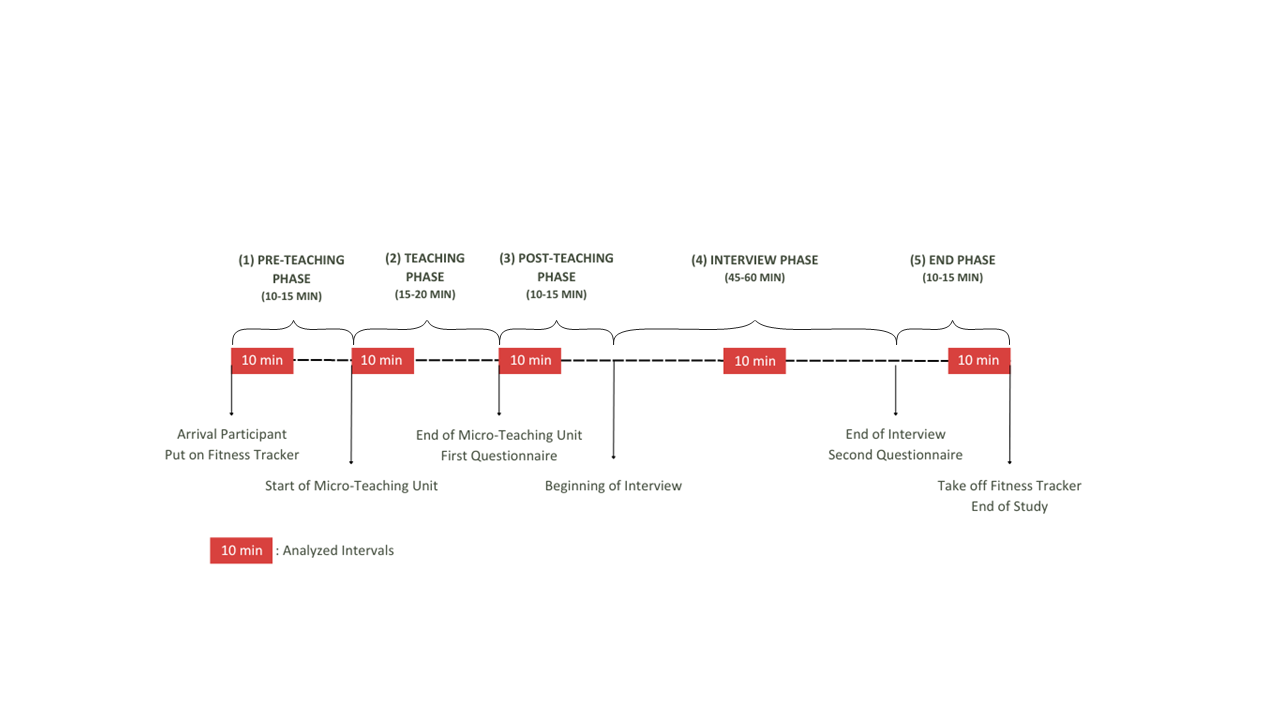 (1) PRE-TEACHING
PHASE
(10-15 MIN)
(2) TEACHING
PHASE
(15-20 MIN)
(3) POST-TEACHING
PHASE
(10-15 MIN)
(4) INTERVIEW PHASE
(45-60 MIN)
(5) END PHASE
(10-15 MIN)
10 min
10 min
10 min
10 min
10 min
Arrival Participant
Put on Fitness Tracker
Start of Micro-Teaching Unit
End of Micro-Teaching Unit
First Questionnaire
Beginning of Interview
End of Interview
Second Questionnaire
Take off Fitness Tracker
End of Study
10 min : Analyzed Intervals